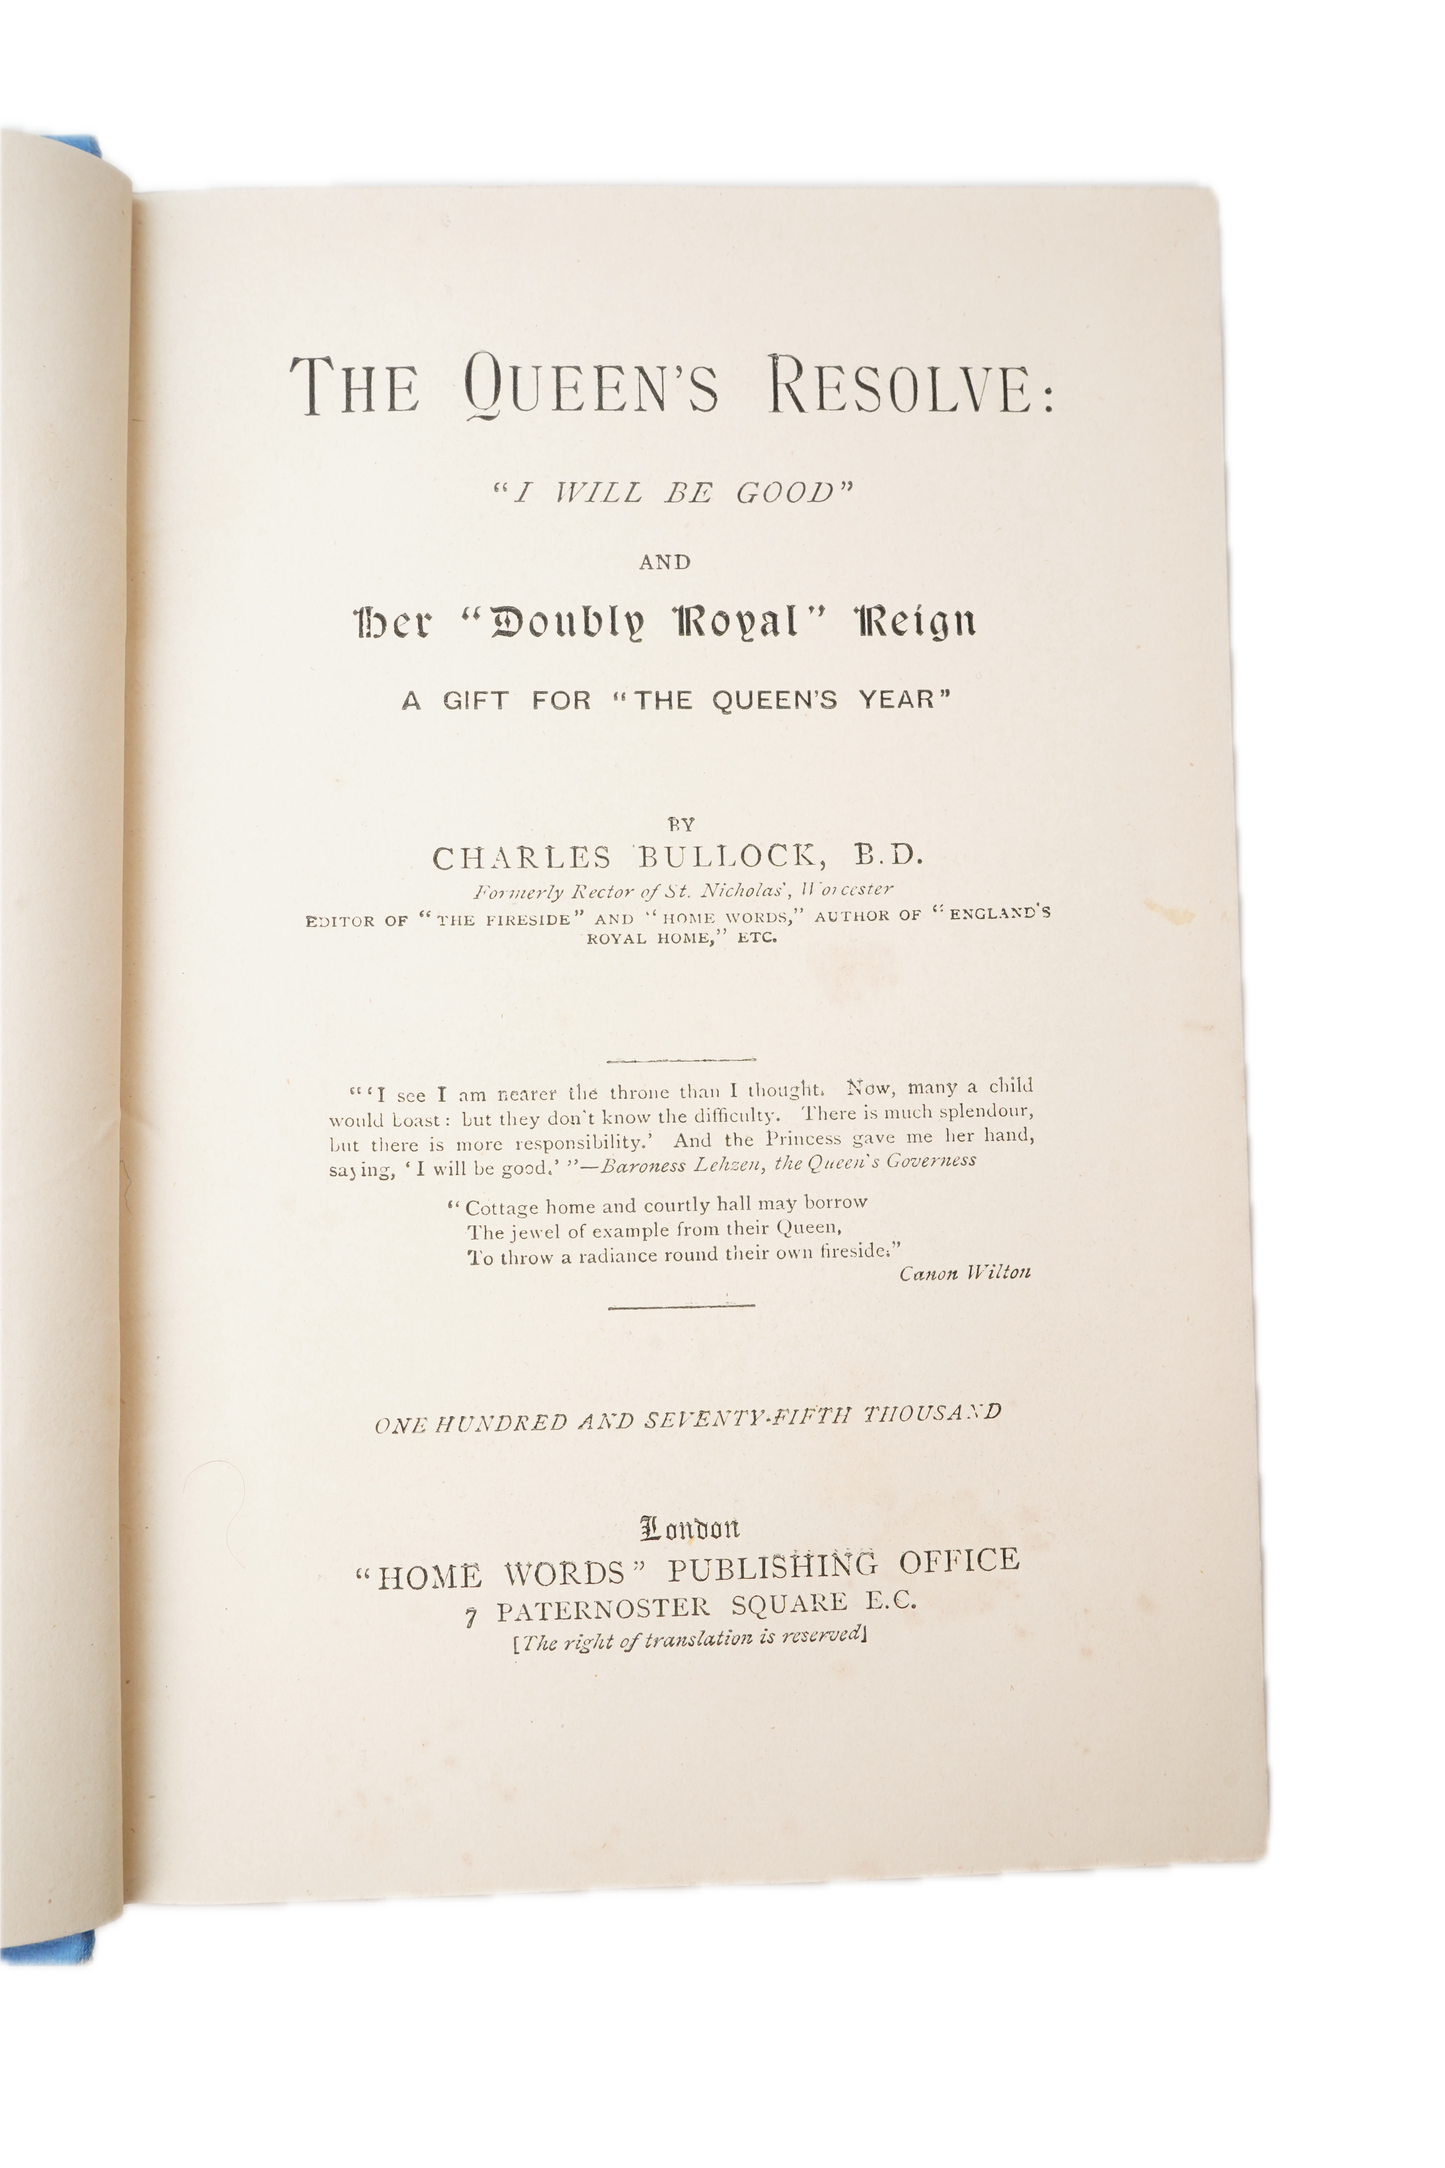 THE QUEEN'S RESOLVE:
"I WILL BE GOOD"
AND
Her "Doubly Royal" Reign
A GIFT FOR "THE QUEEN'S YEAR"
BY
CHARLES BULLOCK, B.D.
Formerly Rector of St. Nicholas', Worcester
EDITOR OF "THE FIRESIDE" AND "HOME WORDS," AUTHOR OF "ENGLAND'S
ROYAL HOME," ETC.
"'I see I am nearer the throne than I thought. Now, many a child
would boast: but they don't know the difficulty. There is much splendour,
but there is more responsibility.' And the Princess gave me her hand,
saying, 'I will be good.'"—Baroness Lehzen, the Queen's Governess
"Cottage home and courtly hall may borrow
The jewel of example from their Queen,
To throw a radiance round their own fireside."
Canon Wilton
ONE HUNDRED AND SEVENTY-FIFTH THOUSAND
London
"HOME WORDS" PUBLISHING OFFICE
7 PATERNOSTER SQUARE E.C.
[The right of translation is reserved]